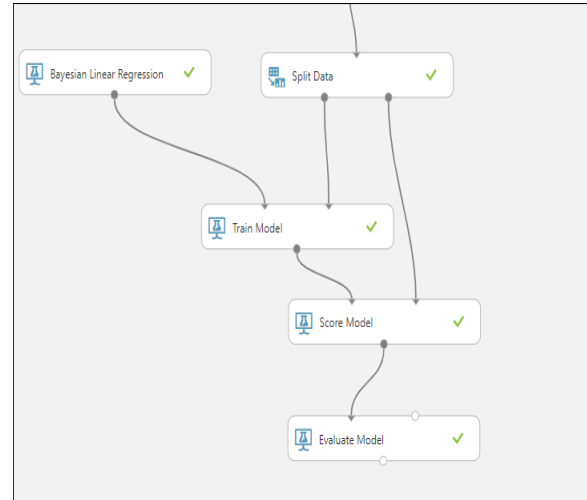 Bayesian Linear Regression
Split Data
Train Model
Score Model
Evaluate Model